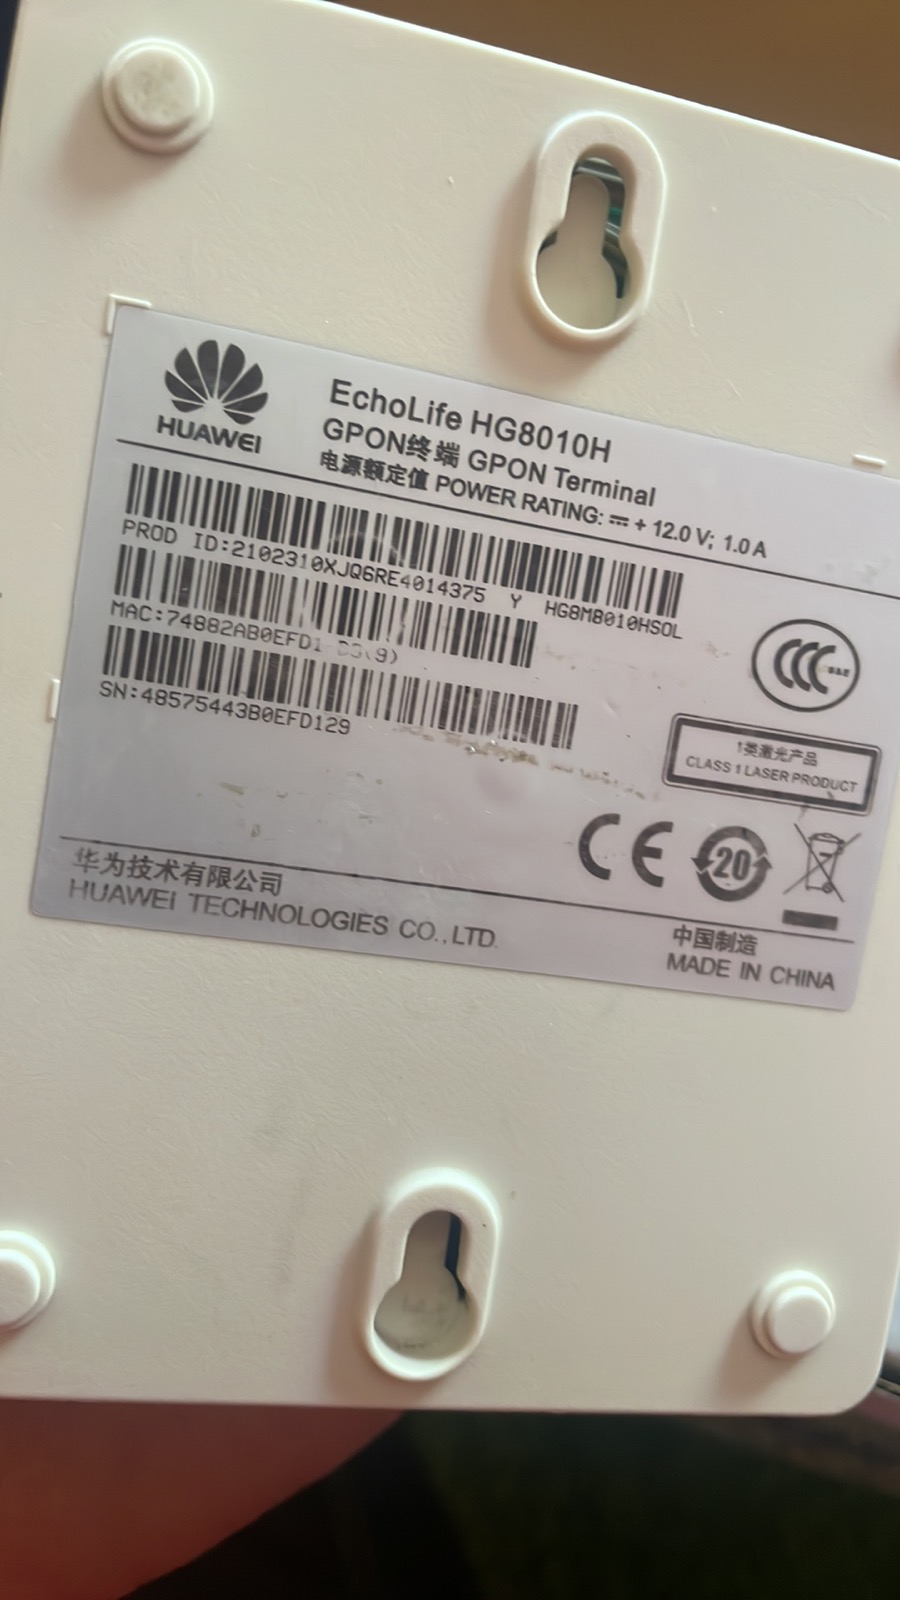 HUAWEI
EchoLife HG8010H
GPON终端 GPON Terminal
电源额定值 POWER RATING: ⎓ + 12.0 V; 1.0 A
PROD ID:2102310XJQ6RE4014375 Y HG8M8010HSOL
MAC:74882AB0EFD1
SN:48575443B0EFD129
CCC
S&E
1类激光产品
CLASS 1 LASER PRODUCT
CE
20
华为技术有限公司
HUAWEI TECHNOLOGIES CO.,LTD.
中国制造
MADE IN CHINA